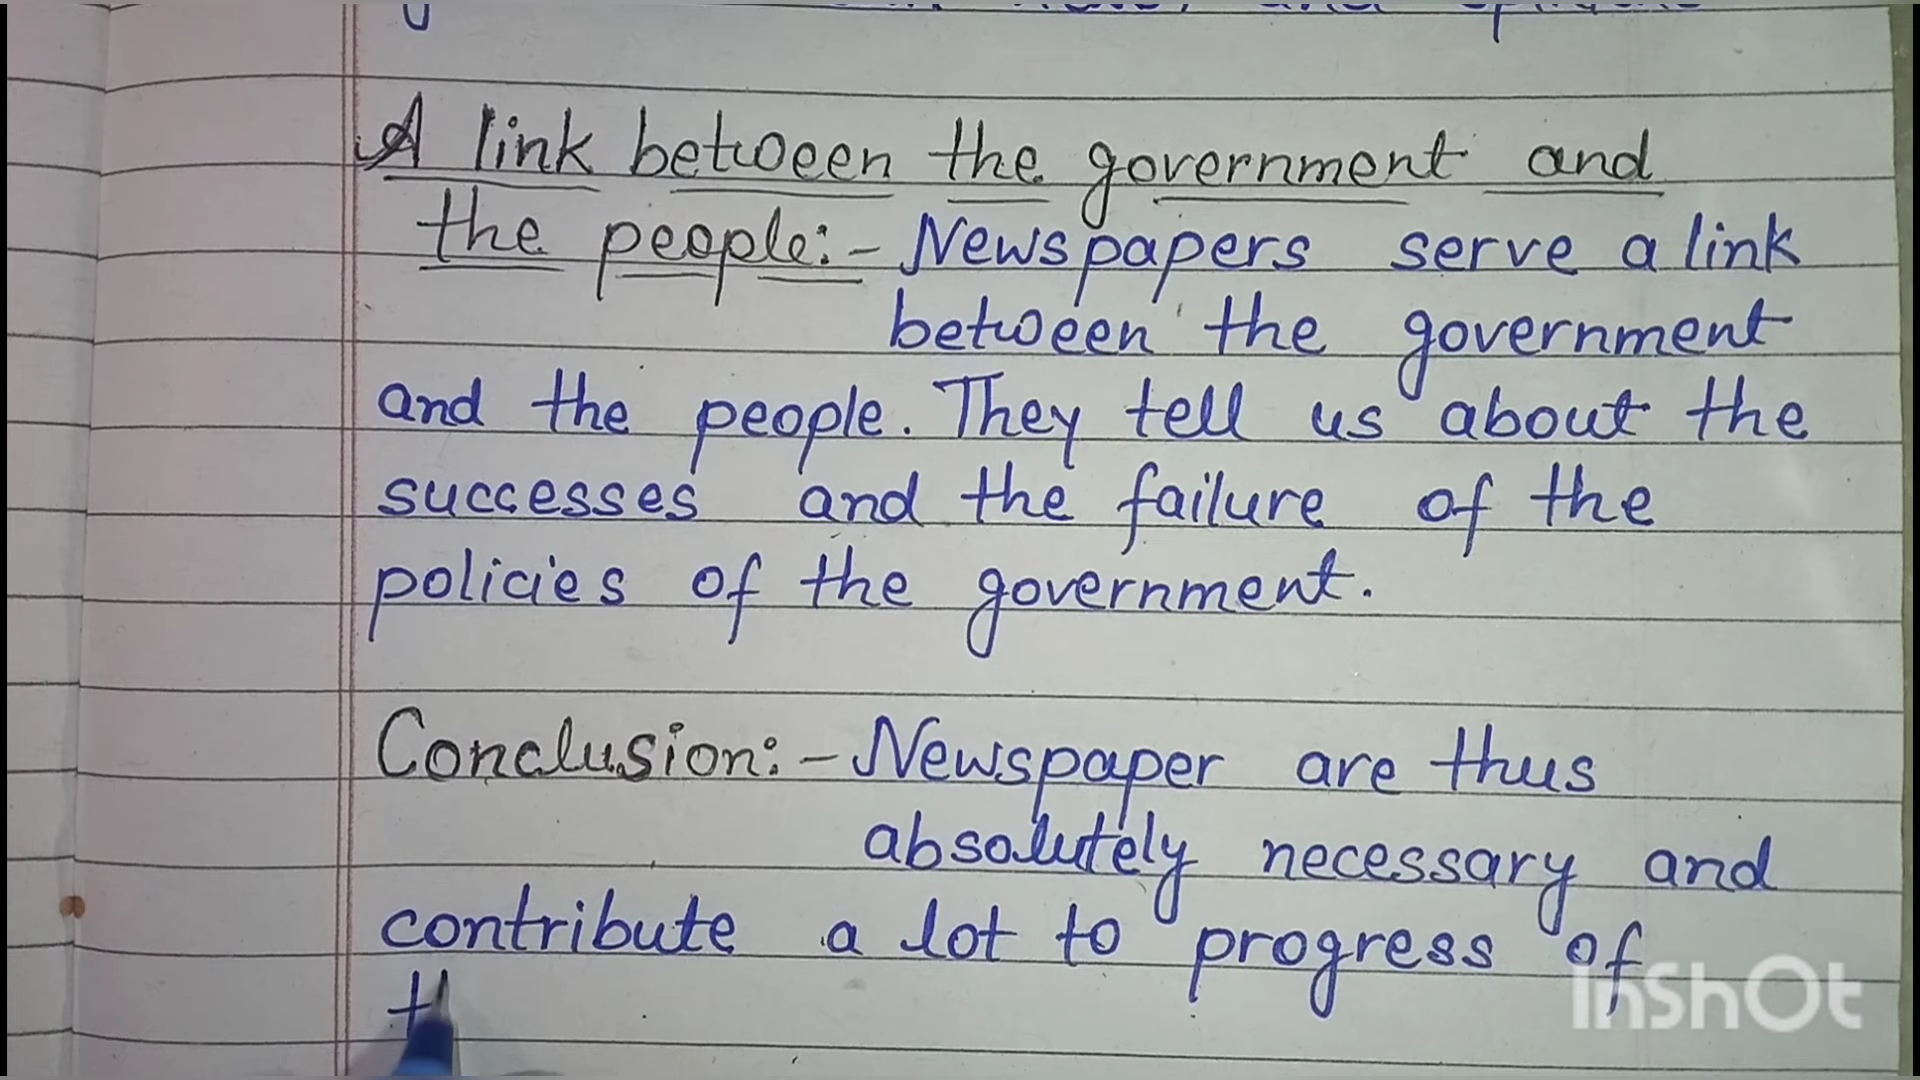 A link between the government and
the people:- Newspapers serve a link
between the government
and the people. They tell us about the
successes and the failure of the
policies of the government.
Conclusion:- Newspaper are thus
absolutely necessary and
contribute a lot to progress of
InShOt